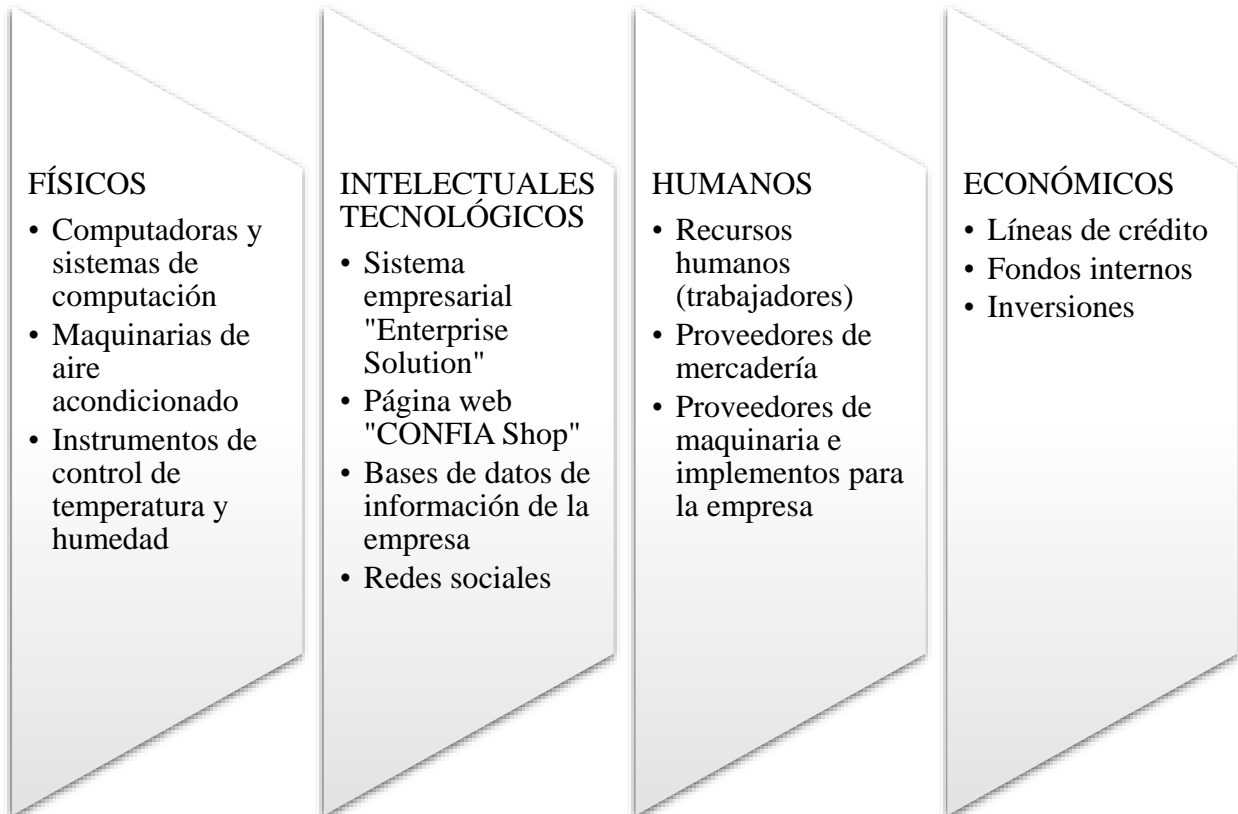 FÍSICOS
• Computadoras y
sistemas de
computación
• Maquinarias de
aire
acondicionado
• Instrumentos de
control de
temperatura y
humedad
INTELECTUALES
TECNOLÓGICOS
• Sistema
empresarial
"Enterprise
Solution"
• Página web
"CONFIA Shop"
• Bases de datos de
información de la
empresa
• Redes sociales
HUMANOS
• Recursos
humanos
(trabajadores)
• Proveedores de
mercadería
• Proveedores de
maquinaria e
implementos para
la empresa
ECONÓMICOS
• Líneas de crédito
• Fondos internos
• Inversiones